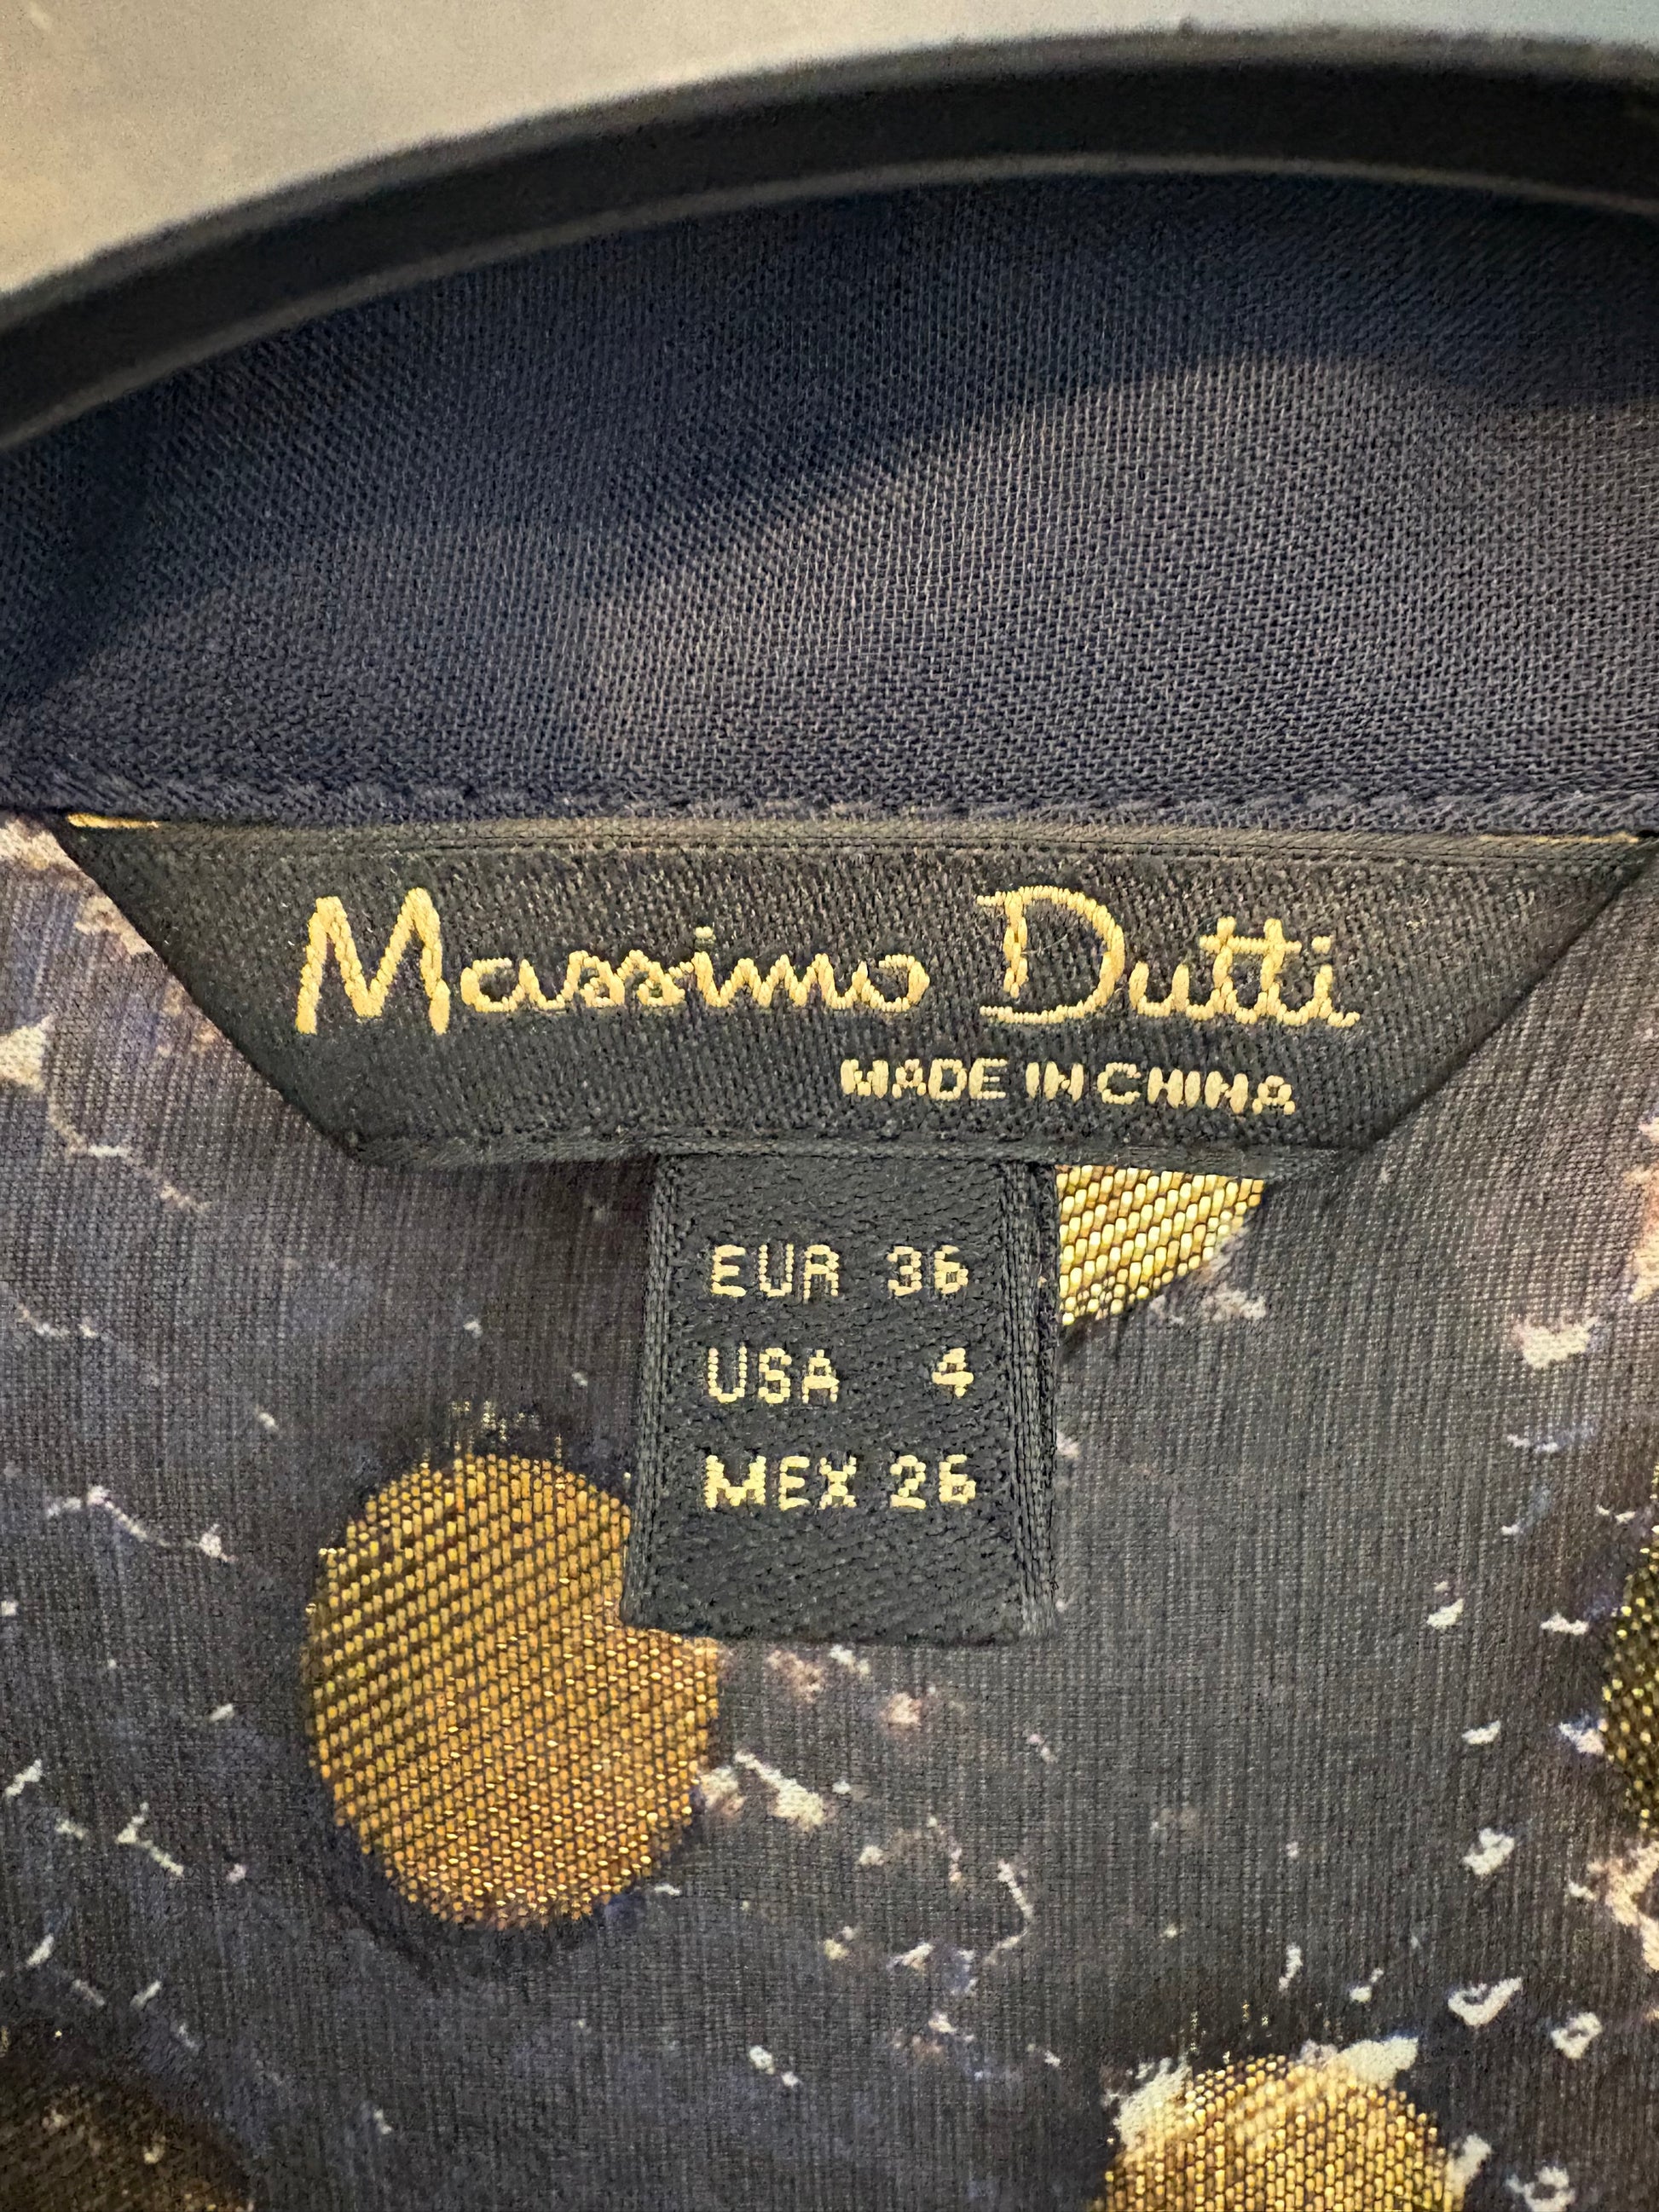 Massimo Dutti
MADE IN CHINA
EUR 36
USA 4
MEX 26